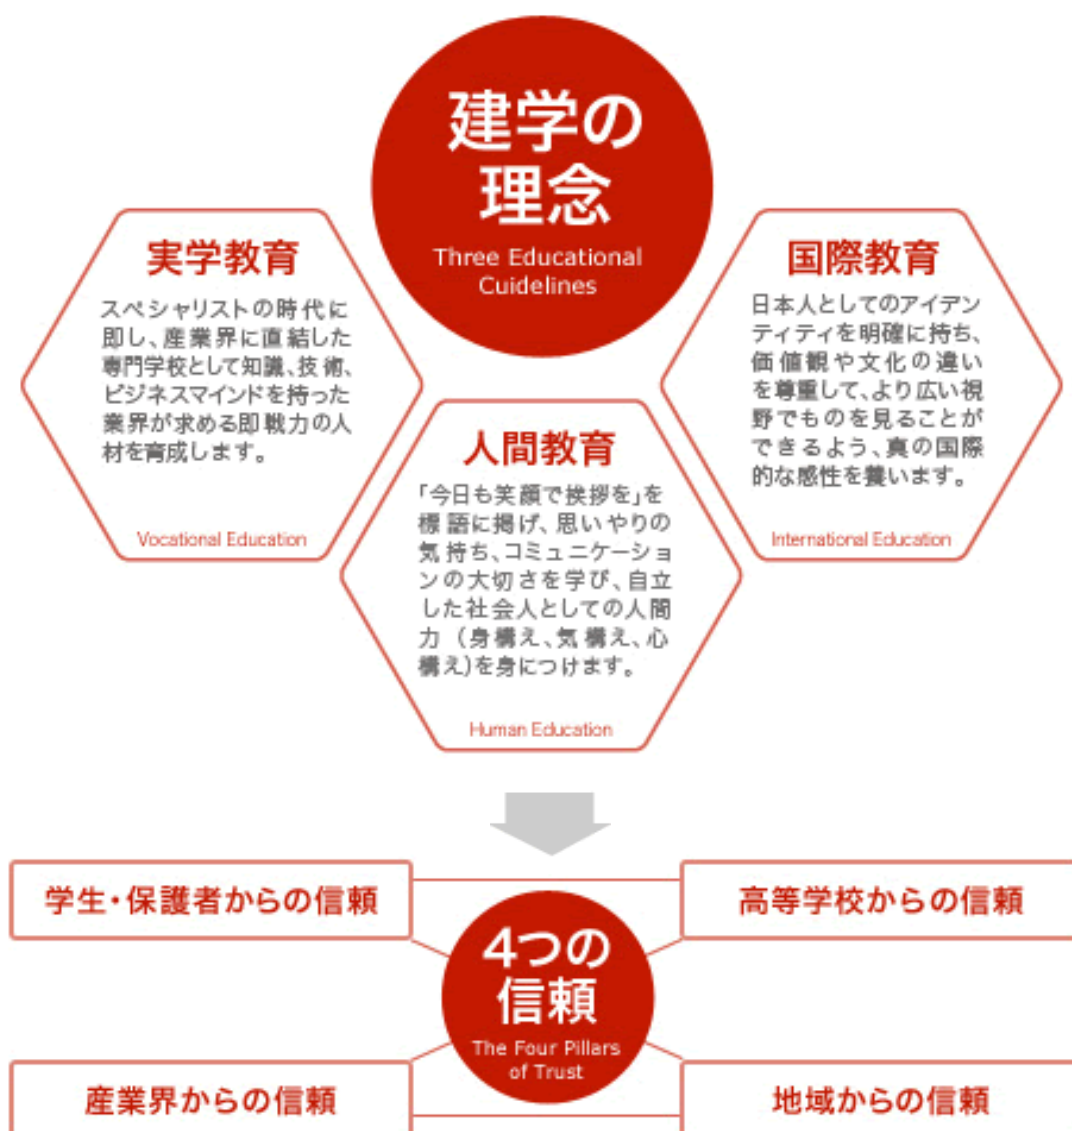 建学の
理念
Three Educational
Cuidelines
実学教育
スペシャリストの時代に
即し、産業界に直結した
専門学校として知識、技術、
ビジネスマインドを持った
業界が求める即戦力の人
材を育成します。
Vocational Education
人間教育
「今日も笑顔で挨拶を」を
標語に掲げ、思いやりの
気持ち、コミュニケーショ
ンの大切さを学び、自立
した社会人としての人間
力(身構え、気構え、心
構え)を身につけます。
Human Education
国際教育
日本人としてのアイデン
ティティを明確に持ち、
価値観や文化の違い
を尊重して、より広い視
野でものを見ることが
できるよう、真の国際
的な感性を養います。
International Education
学生・保護者からの信頼
高等学校からの信頼
4つの
信頼
The Four Pillars
of Trust
産業界からの信頼
地域からの信頼